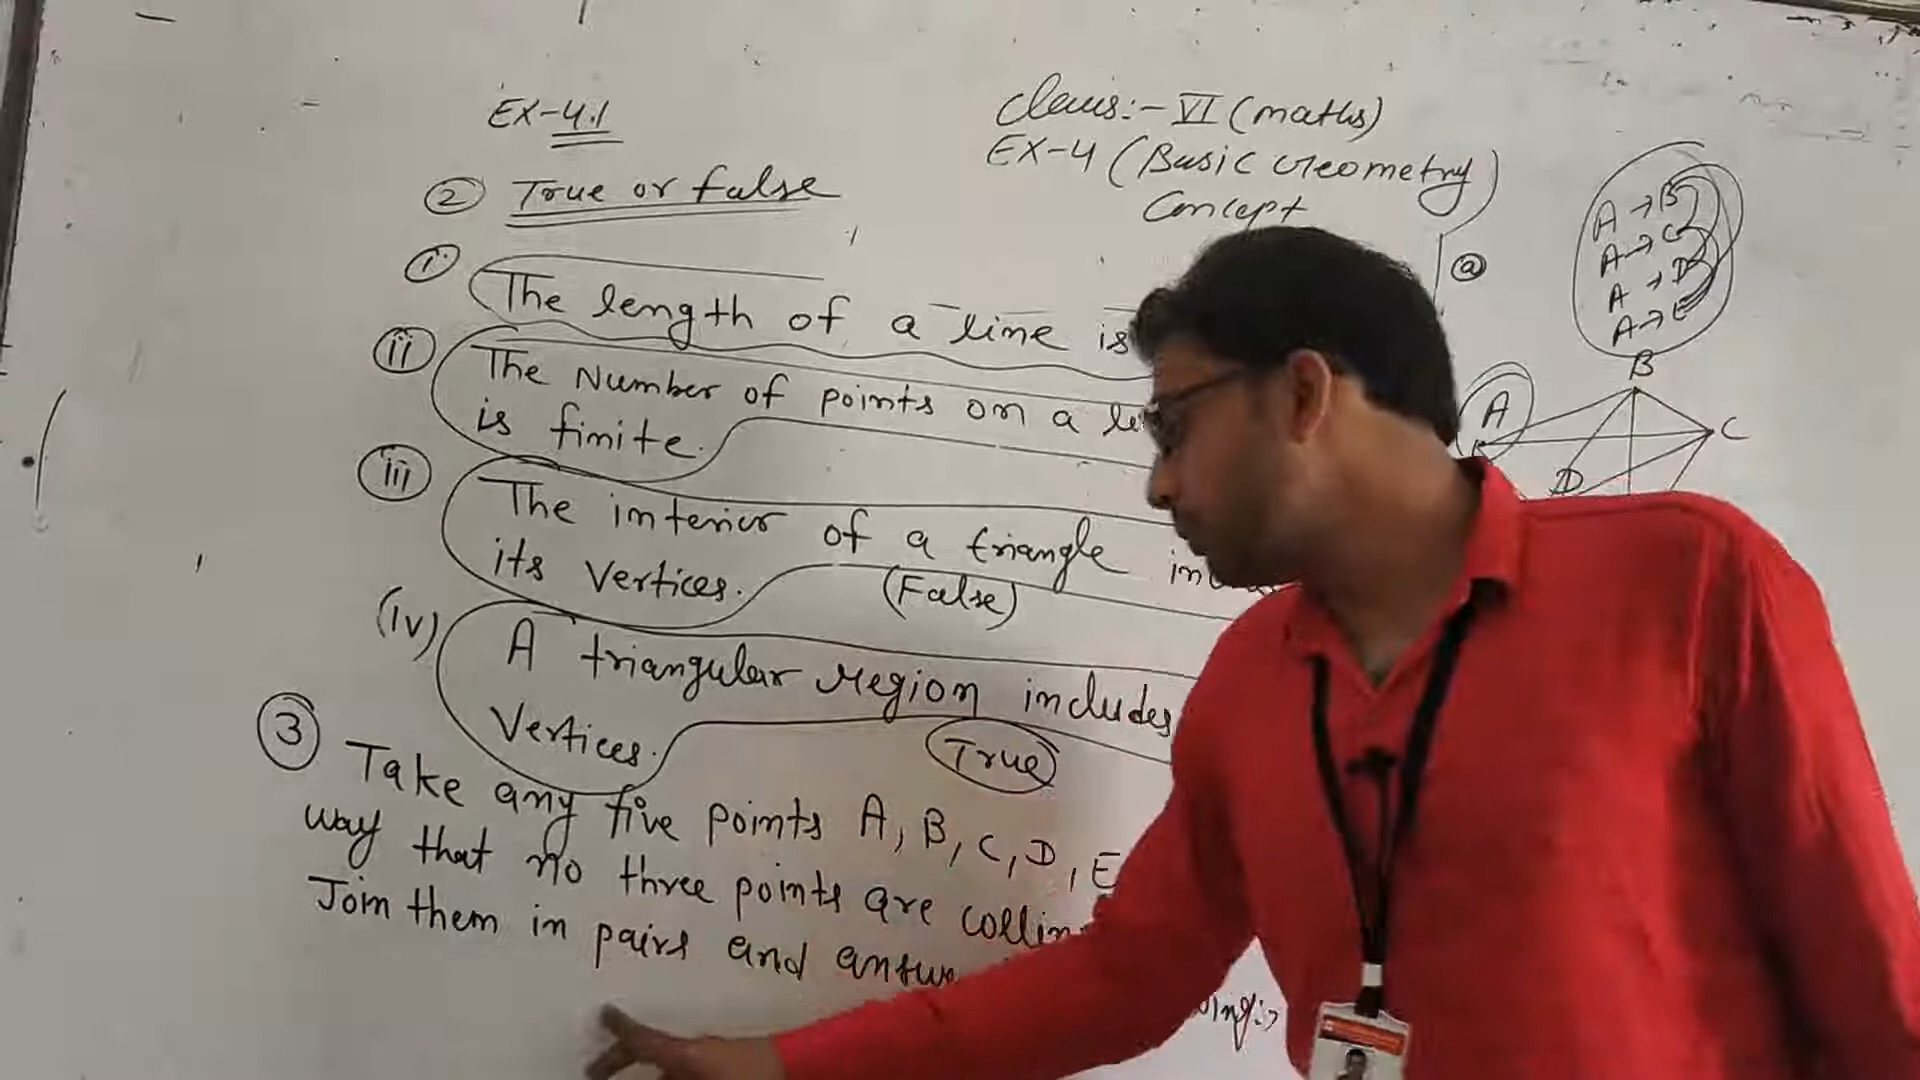 EX-4.1
② True or false
i The length of a line is
ii The Number of points on a
is finite.
iii The interior of a triangle
its Vertices. (False)
(iv) A triangular region includes
Vertices. True
③ Take any five points A, B, C, D, E
way that no three points are
Join them in pairs and
Class:- VI (maths)
EX-4 (Basic Geometry)
Concept
ⓐ
A → B
A → C
A → D
A → E
B
A
C
D